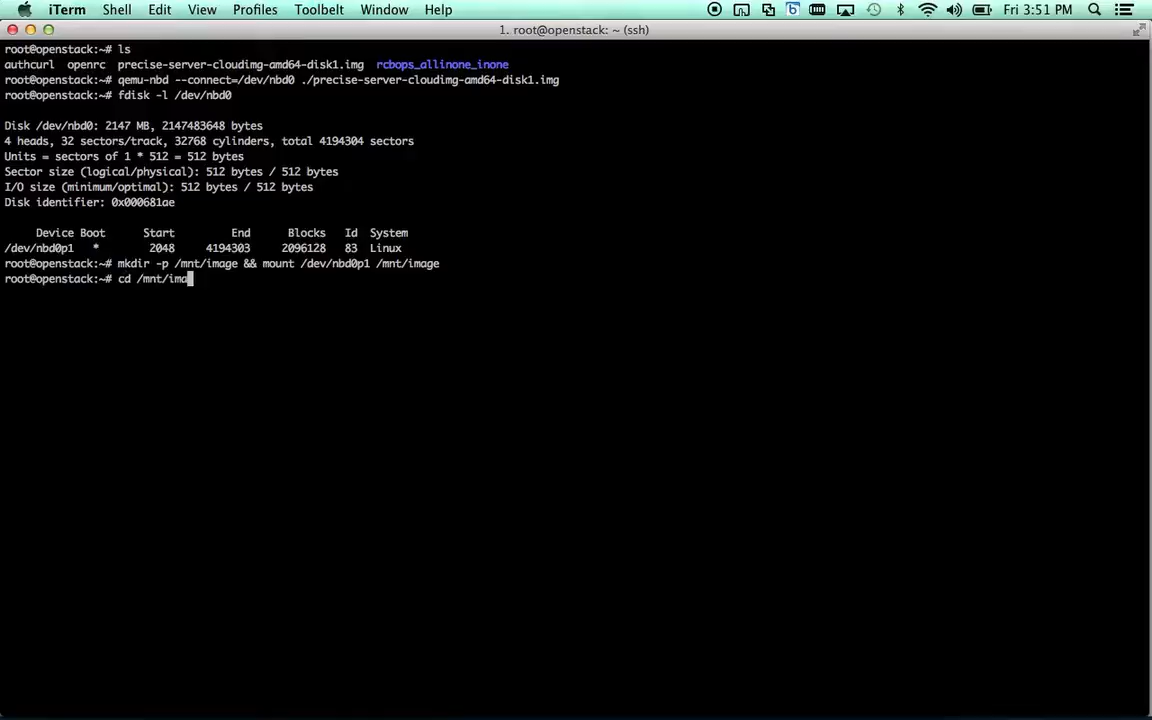 iTerm Shell Edit View Profiles Toolbelt Window Help Fri 3:51 PM
1. root@openstack: ~ (ssh)
root@openstack:~# ls
authcurl openrc precise-server-cloudimg-amd64-disk1.img rcbops_allinone_inone
root@openstack:~# qemu-nbd --connect=/dev/nbd0 ./precise-server-cloudimg-amd64-disk1.img
root@openstack:~# fdisk -l /dev/nbd0
Disk /dev/nbd0: 2147 MB, 2147483648 bytes
4 heads, 32 sectors/track, 32768 cylinders, total 4194304 sectors
Units = sectors of 1 * 512 = 512 bytes
Sector size (logical/physical): 512 bytes / 512 bytes
I/O size (minimum/optimal): 512 bytes / 512 bytes
Disk identifier: 0x000681ae
Device Boot Start End Blocks Id System
/dev/nbd0p1 * 2048 4194303 2096128 83 Linux
root@openstack:~# mkdir -p /mnt/image && mount /dev/nbd0p1 /mnt/image
root@openstack:~# cd /mnt/ima